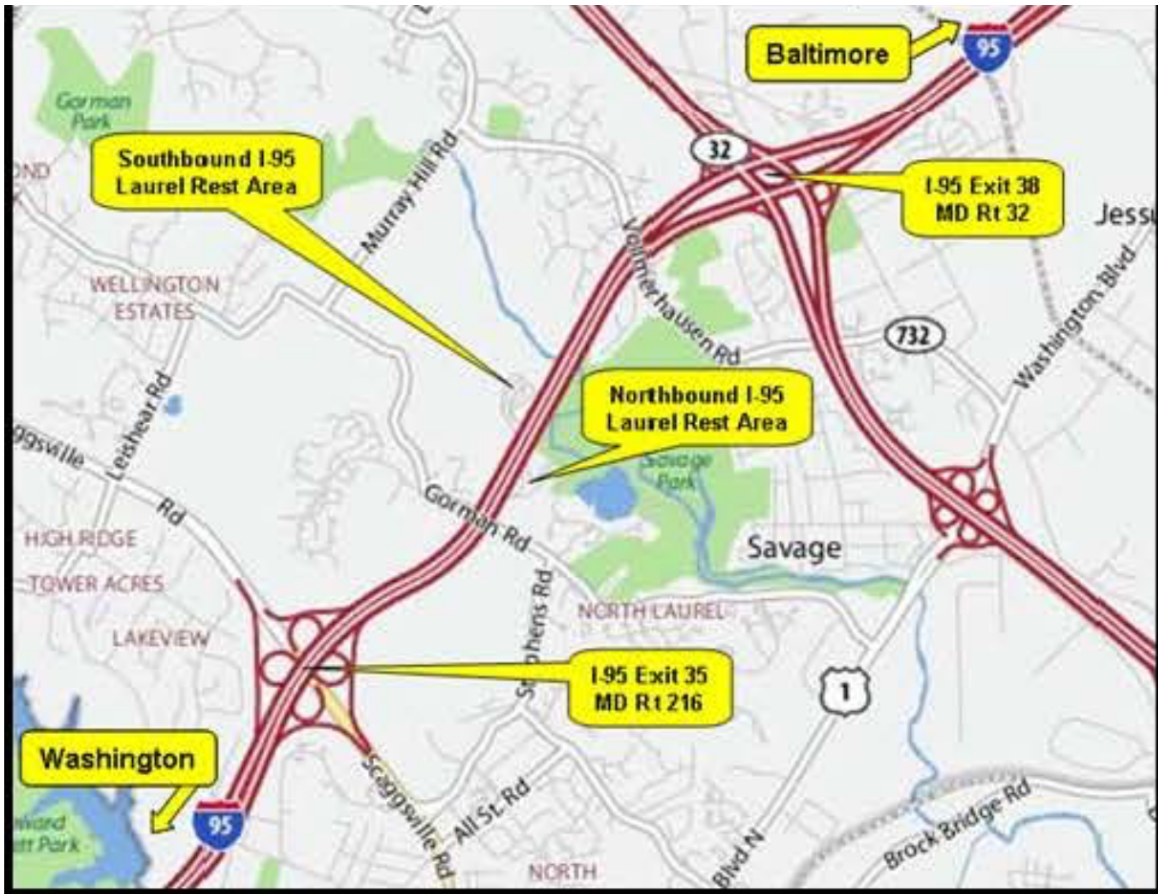 Baltimore
95
Gorman
Park
Southbound I-95
Laurel Rest Area
Murray Hill Rd
32
I-95 Exit 38
MD Rt 32
OND
Jessu
Vollmerhausen Rd
Washington Blvd
WELLINGTON
ESTATES
732
Leishear Rd
Northbound I-95
Laurel Rest Area
aggsville Rd
Savage
Park
Gorman Rd
HIGH RIDGE
Savage
TOWER ACRES
NORTH LAUREL
LAKEVIEW
I-95 Exit 35
MD Rt 216
1
Washington
Scaggsville Rd
95
All St. Rd
Brock Bridge Rd
Blvd N
NORTH